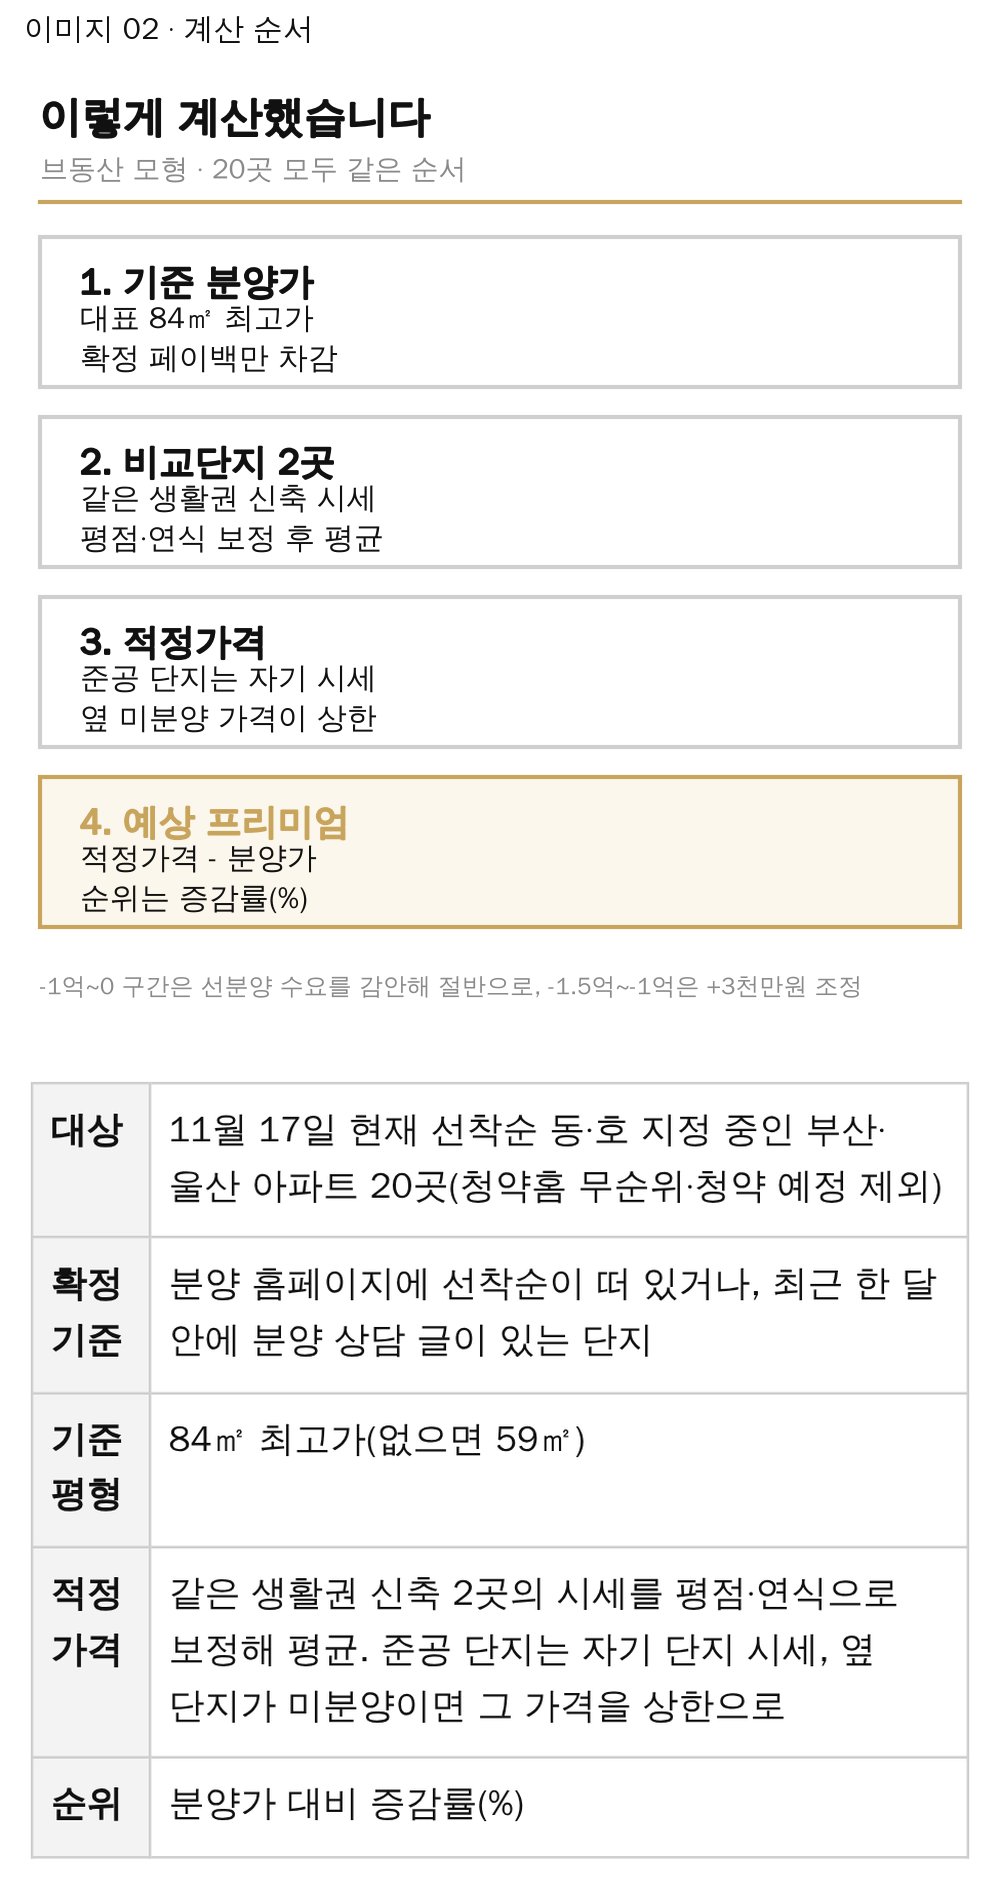 이미지 02 · 계산 순서
이렇게 계산했습니다
브동산 모형 · 20곳 모두 같은 순서
1. 기준 분양가
대표 84㎡ 최고가
확정 페이백만 차감
2. 비교단지 2곳
같은 생활권 신축 시세
평점·연식 보정 후 평균
3. 적정가격
준공 단지는 자기 시세
옆 미분양 가격이 상한
4. 예상 프리미엄
적정가격 - 분양가
순위는 증감률(%)
-1억~0 구간은 선분양 수요를 감안해 절반으로, -1.5억~-1억은 +3천만원 조정
대상
11월 17일 현재 선착순 동·호 지정 중인 부산·
울산 아파트 20곳(청약홈 무순위·청약 예정 제외)
확정
기준
분양 홈페이지에 선착순이 떠 있거나, 최근 한 달
안에 분양 상담 글이 있는 단지
기준
평형
84㎡ 최고가(없으면 59㎡)
적정
가격
같은 생활권 신축 2곳의 시세를 평점·연식으로
보정해 평균. 준공 단지는 자기 단지 시세, 옆
단지가 미분양이면 그 가격을 상한으로
순위
분양가 대비 증감률(%)